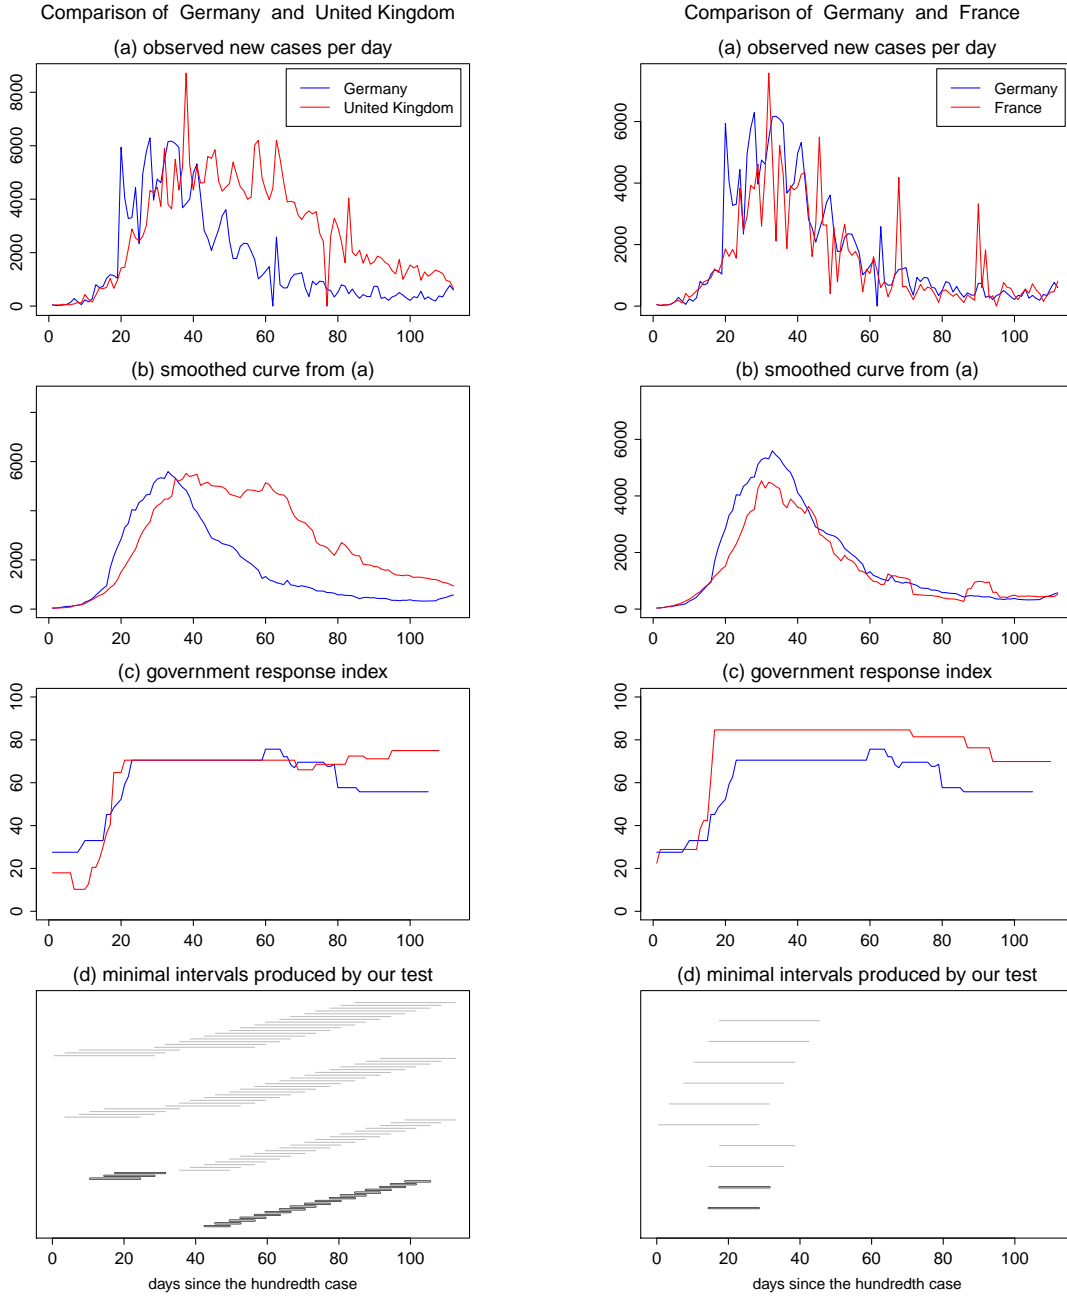 Comparison of  Germany  and  United Kingdom
(a) observed new cases per day
Germany
United Kingdom
0 2000 4000 6000 8000
0 20 40 60 80 100
(b) smoothed curve from (a)
0 2000 6000
0 20 40 60 80 100
(c) government response index
0 20 40 60 80 100
0 20 40 60 80 100
(d) minimal intervals produced by our test
0 20 40 60 80 100
days since the hundredth case
Comparison of  Germany  and  France
(a) observed new cases per day
Germany
France
0 2000 4000 6000
0 20 40 60 80 100
(b) smoothed curve from (a)
0 2000 4000 6000
0 20 40 60 80 100
(c) government response index
0 20 40 60 80 100
0 20 40 60 80 100
(d) minimal intervals produced by our test
0 20 40 60 80 100
days since the hundredth case